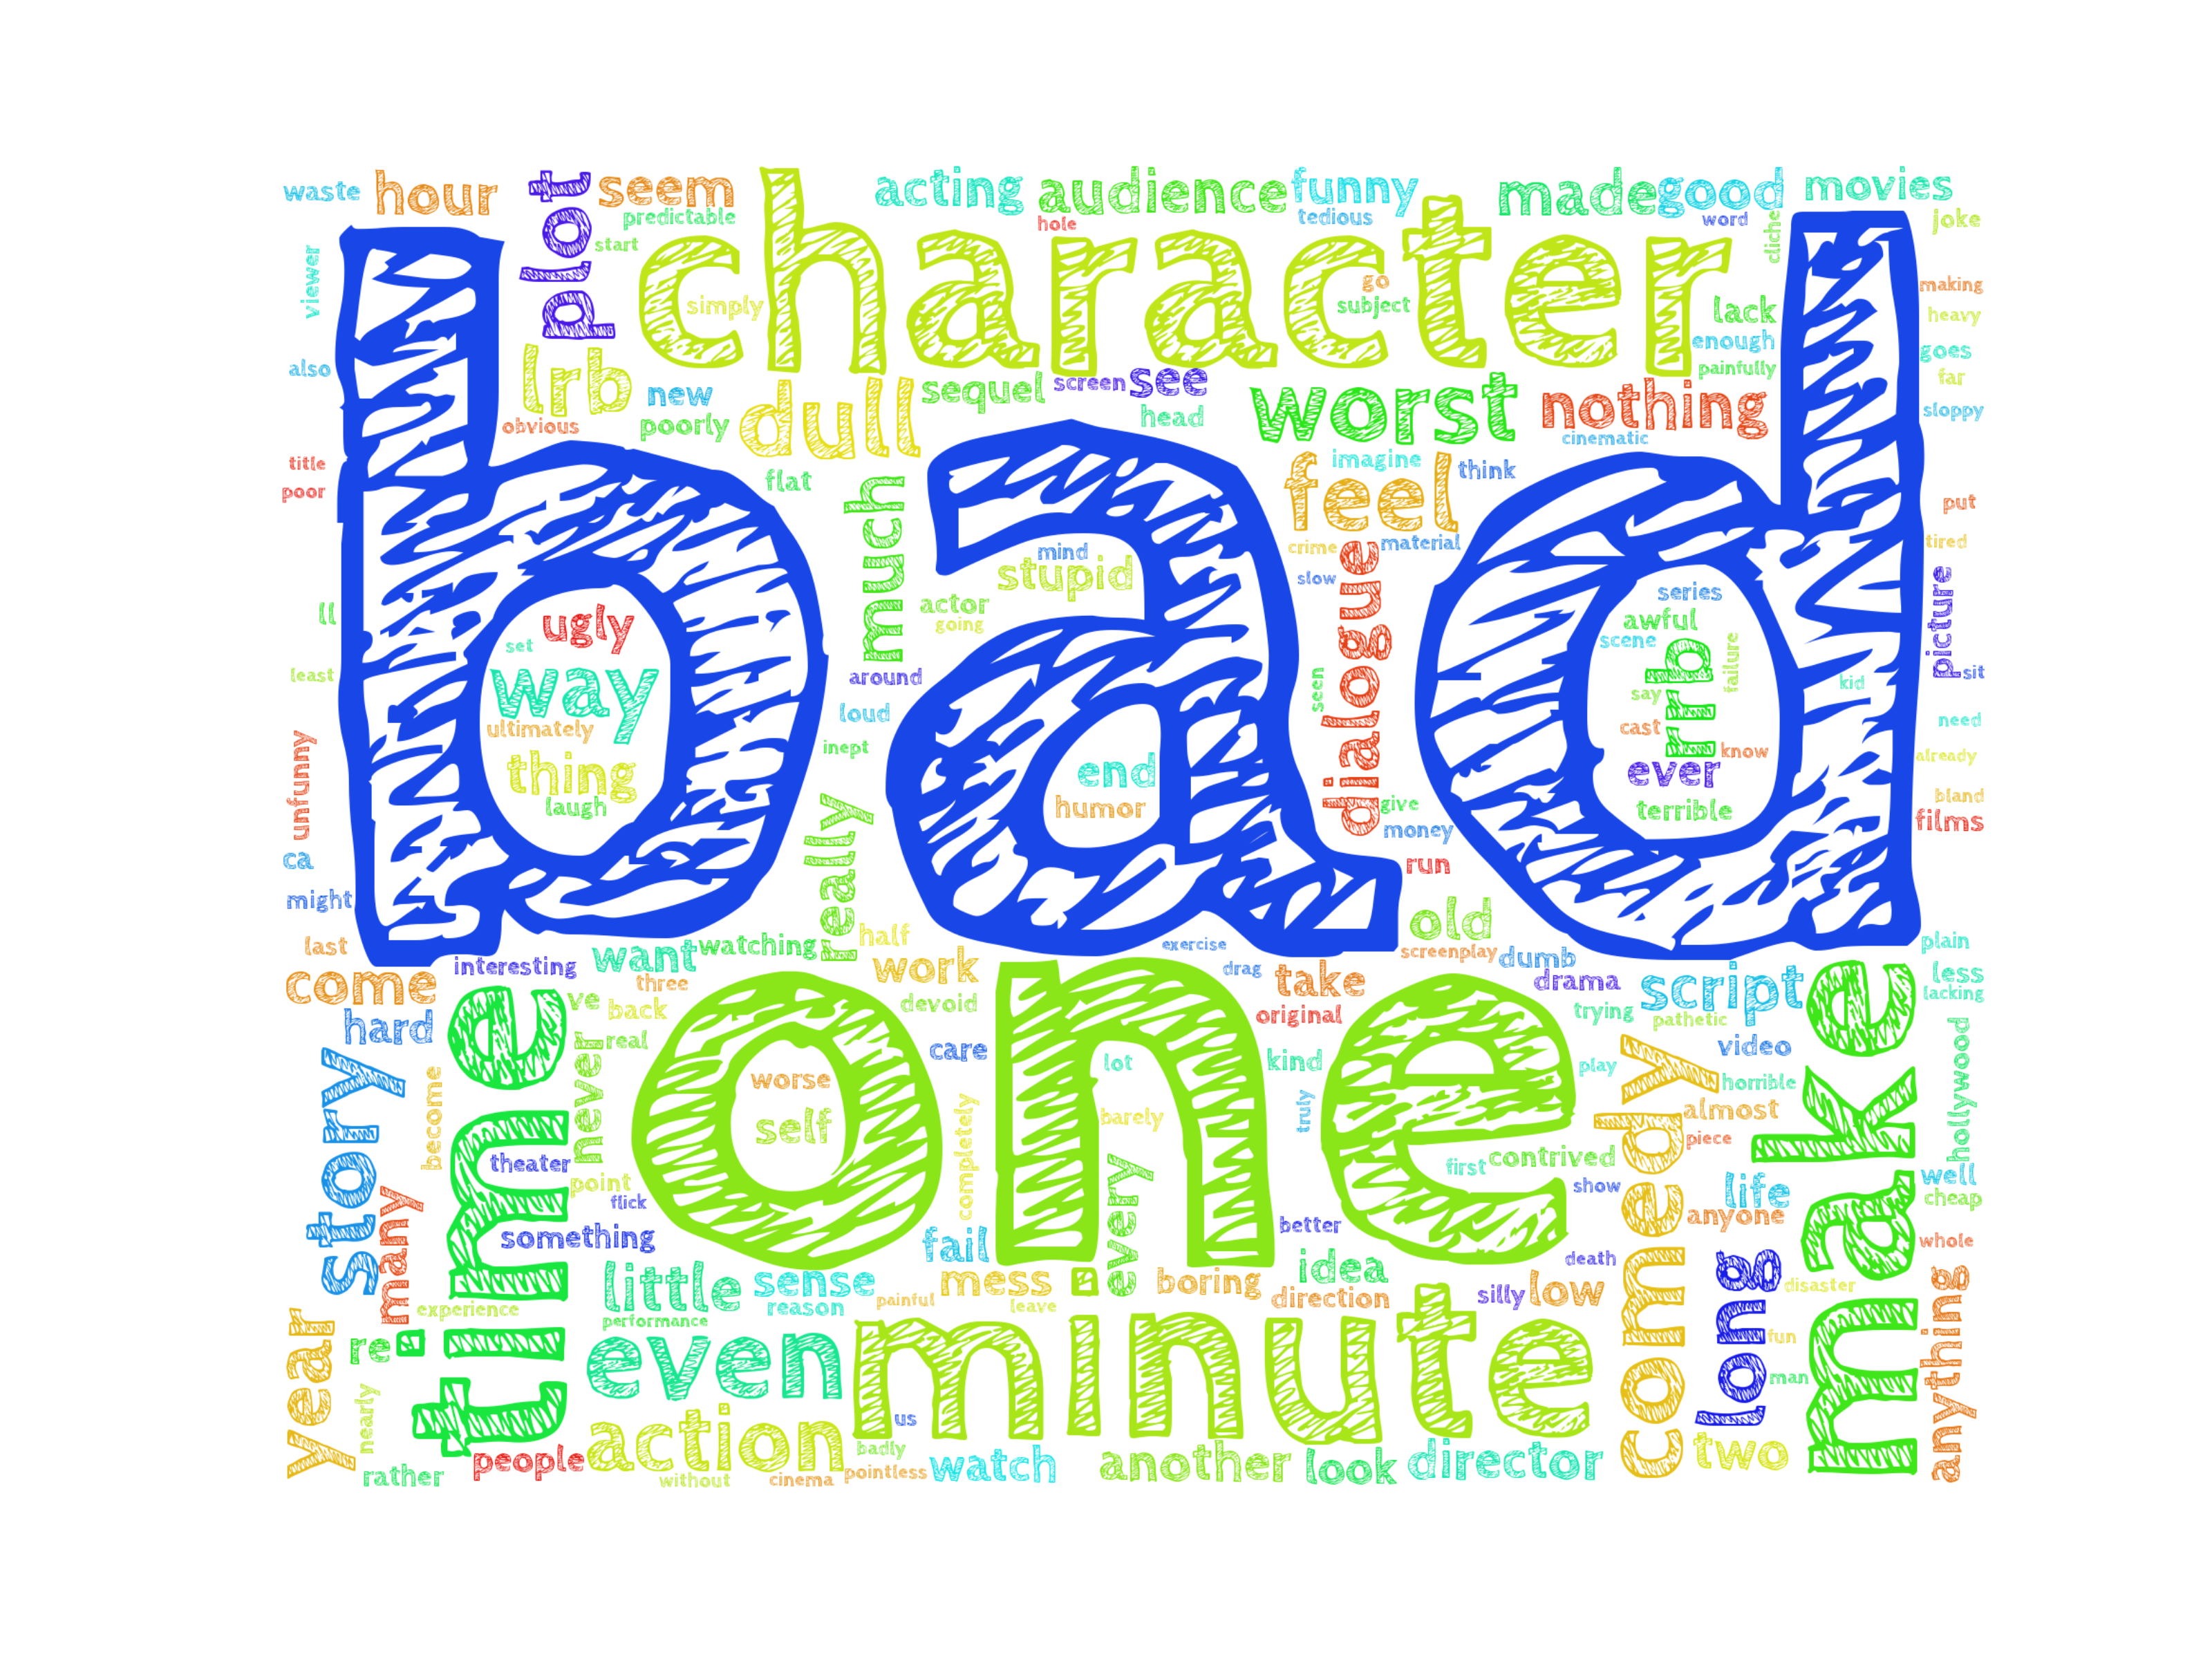 waste hour plot seem acting audience funny made good movies
predictable hole tedious word cliche joke
viewer start character making
simply go subject lack heavy
also lrb new dull sequel screen see worst nothing enough goes
obvious poorly head cinematic painfully far sloppy
title flat much feel imagine think
poor bad put
mind stupid crime material tired
ll ugly actor going slow dialogue series awful picture
least set way around seen scene rrb failure kid sit
ultimately loud say cast know need
unfunny thing inept end ever already
laugh humor give terrible bland films
ca really money run
might old
last interesting want watching half exercise screenplay dumb plain
come three work drag take drama script make less
hard time ve back devoid original trying pathetic lacking
story never real care one lot kind play video hollywood
become worse completely barely truly comedy horrible almost
theater self every first contrived piece
many point flick show life well cheap
something fail better anyone whole
experience little sense mess boring idea death long disaster anything
reason painful leave direction silly low
year re performance even minute fun
nearly us man
people action badly two
rather without cinema pointless watch another look director